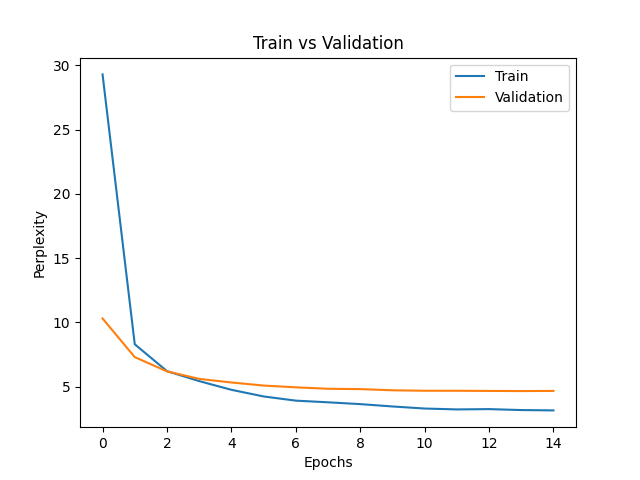 Train vs Validation
30
25
20
15
10
5
Perplexity
Train
Validation
0 2 4 6 8 10 12 14
Epochs